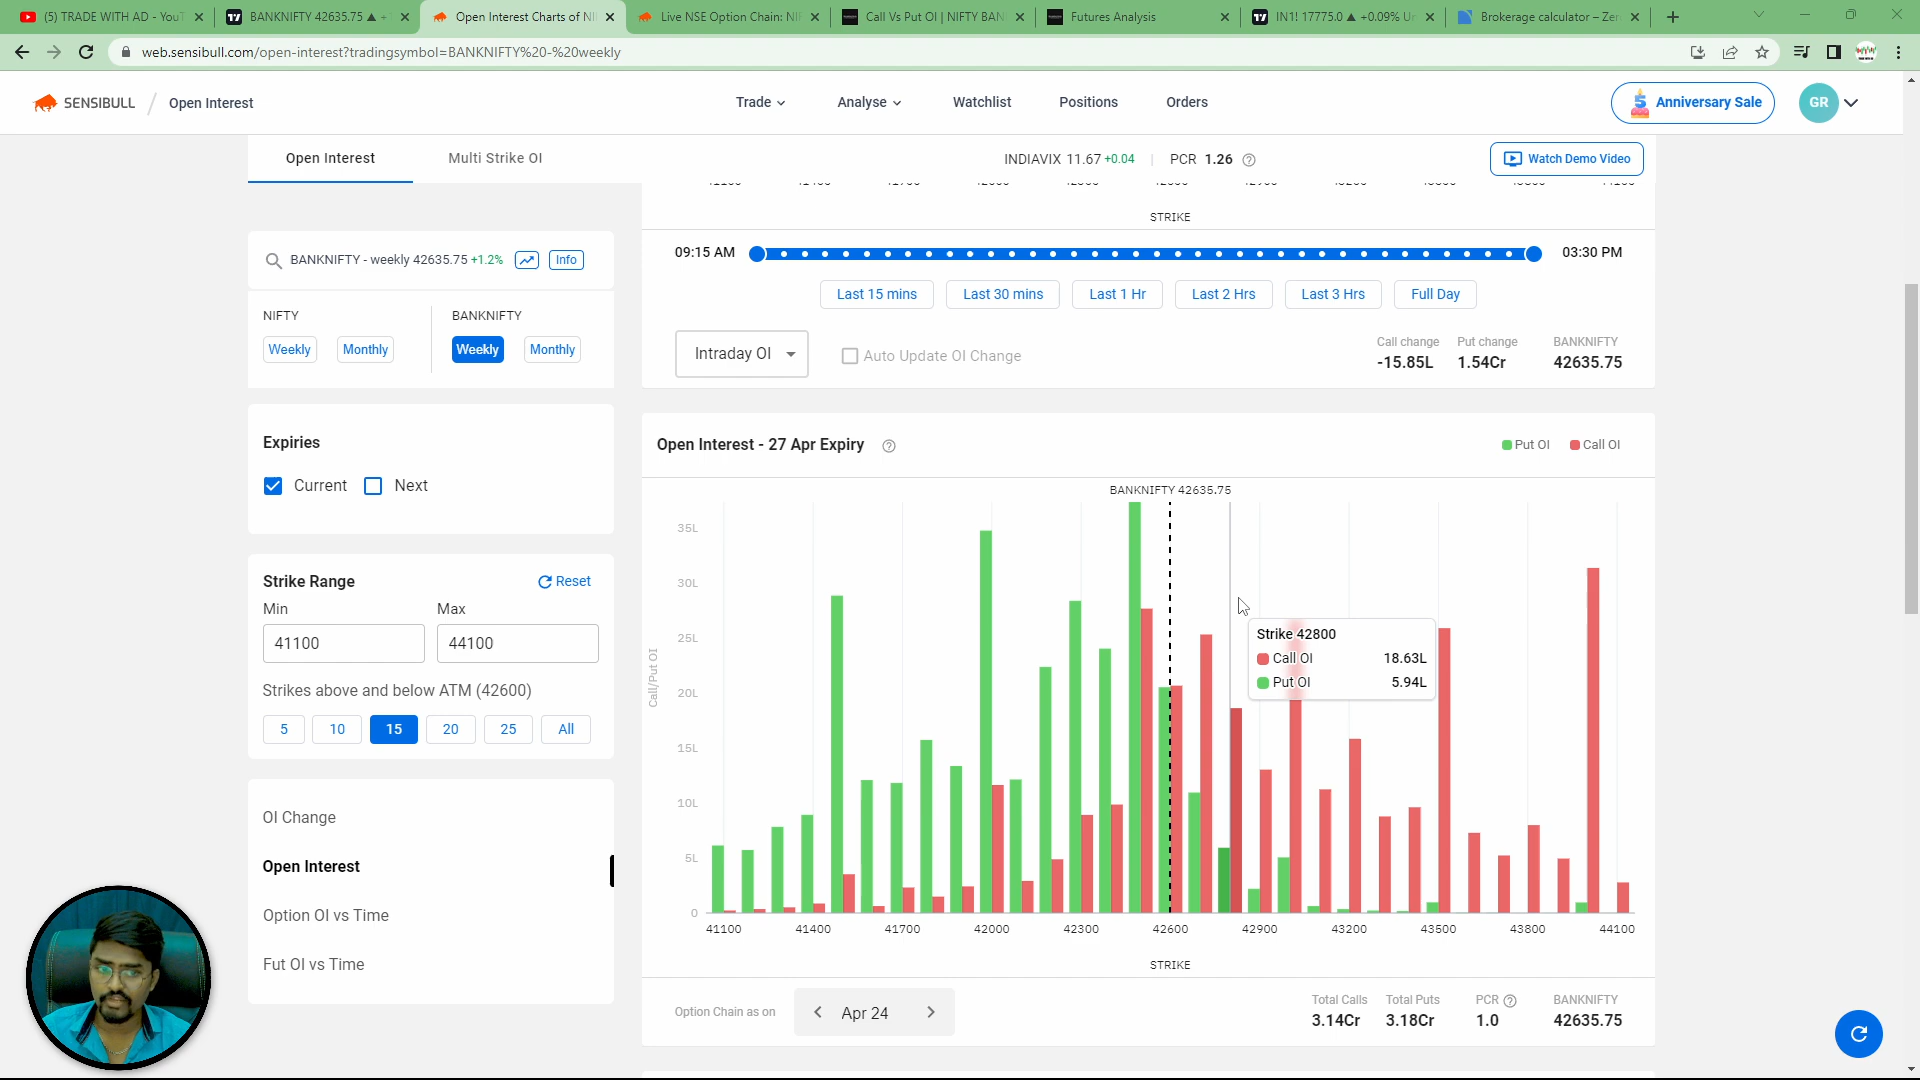 (5) TRADE WITH AD - YouT
BANKNIFTY 42635.75 ▲ +
Open Interest Charts of NI
Live NSE Option Chain: NIF
Call Vs Put OI | NIFTY BAN
Futures Analysis
IN1! 17775.0 ▲ +0.09% Un
Brokerage calculator – Zer
web.sensibull.com/open-interest?tradingsymbol=BANKNIFTY%20-%20weekly
SENSIBULL / Open Interest
Trade
Analyse
Watchlist
Positions
Orders
5
Anniversary Sale
GR
Open Interest
Multi Strike OI
INDIAVIX 11.67 +0.04
PCR 1.26
Watch Demo Video
STRIKE
BANKNIFTY - weekly 42635.75 +1.2%
Info
09:15 AM
03:30 PM
Last 15 mins
Last 30 mins
Last 1 Hr
Last 2 Hrs
Last 3 Hrs
Full Day
NIFTY
BANKNIFTY
Weekly
Monthly
Weekly
Monthly
Intraday OI
Auto Update OI Change
Call change
Put change
BANKNIFTY
-15.85L
1.54Cr
42635.75
Expiries
Current
Next
Open Interest - 27 Apr Expiry
Put OI
Call OI
BANKNIFTY 42635.75
35L
30L
25L
20L
15L
10L
5L
0
Call/Put OI
Strike 42800
Call OI 18.63L
Put OI 5.94L
41100
41400
41700
42000
42300
42600
42900
43200
43500
43800
44100
STRIKE
Strike Range
Reset
Min
Max
41100
44100
Strikes above and below ATM (42600)
5
10
15
20
25
All
OI Change
Open Interest
Option OI vs Time
Fut OI vs Time
Option Chain as on
Apr 24
Total Calls
Total Puts
PCR
BANKNIFTY
3.14Cr
3.18Cr
1.0
42635.75